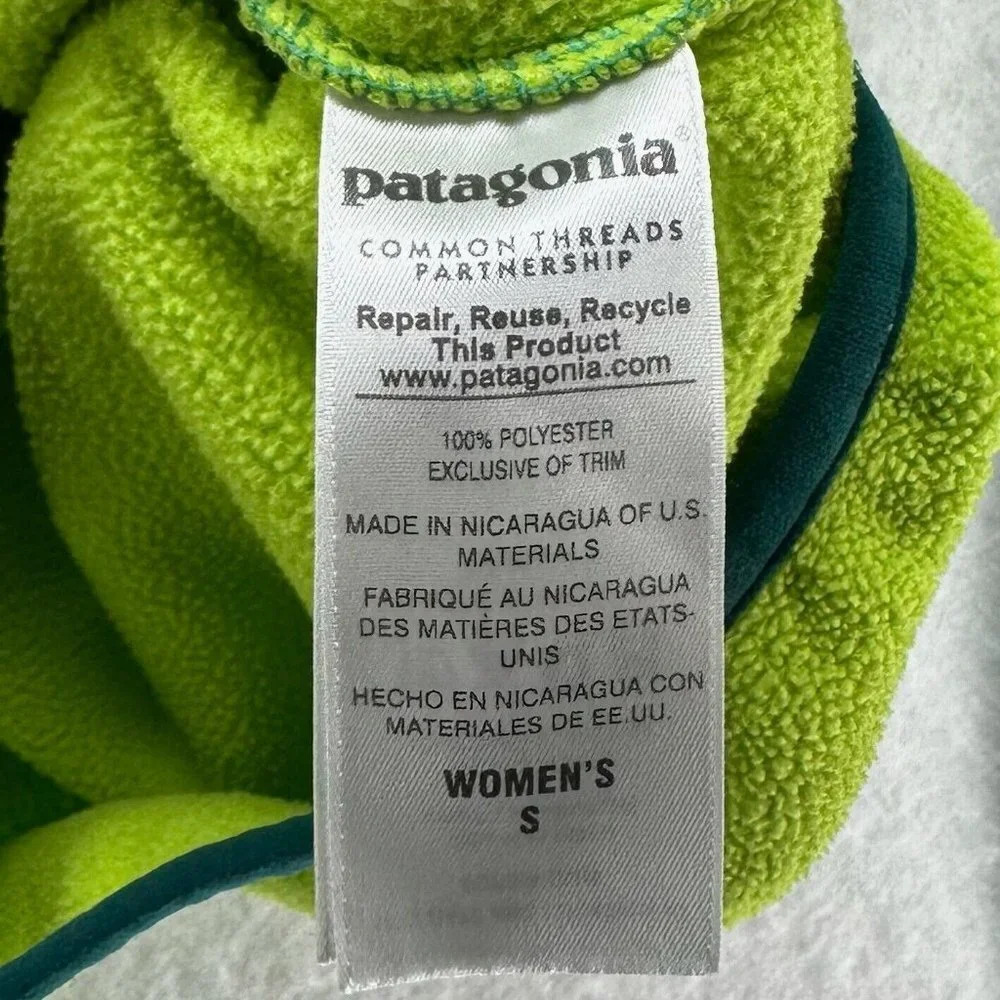 patagonia®
COMMON THREADS
PARTNERSHIP
Repair, Reuse, Recycle
This Product
www.patagonia.com
100% POLYESTER
EXCLUSIVE OF TRIM
MADE IN NICARAGUA OF U.S.
MATERIALS
FABRIQUÉ AU NICARAGUA
DES MATIÈRES DES ETATS-
UNIS
HECHO EN NICARAGUA CON
MATERIALES DE EE.UU.
WOMEN'S
S